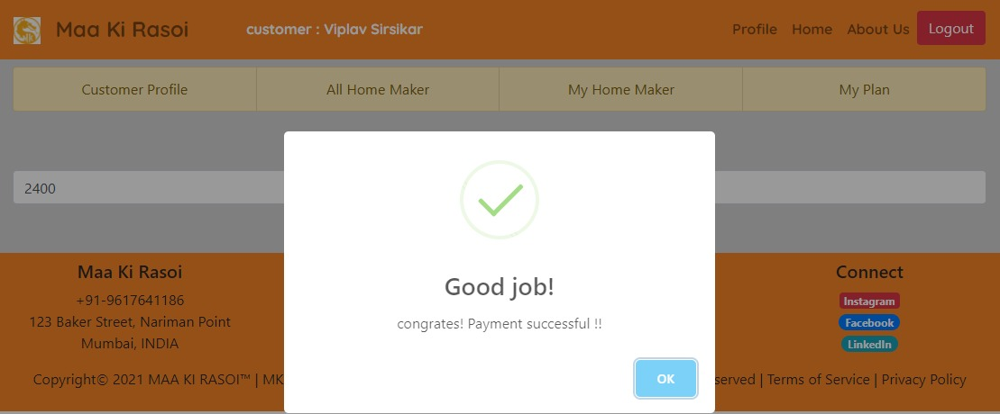 Maa Ki Rasoi
customer : Viplav Sirsikar
Profile Home About Us Logout
Customer Profile
All Home Maker
My Home Maker
My Plan
2400
Good job!
congrates! Payment successful !!
OK
Maa Ki Rasoi
+91-9617641186
123 Baker Street, Nariman Point
Mumbai, INDIA
Connect
Instagram
Facebook
LinkedIn
Copyright© 2021 MAA KI RASOI™ | MK
served | Terms of Service | Privacy Policy